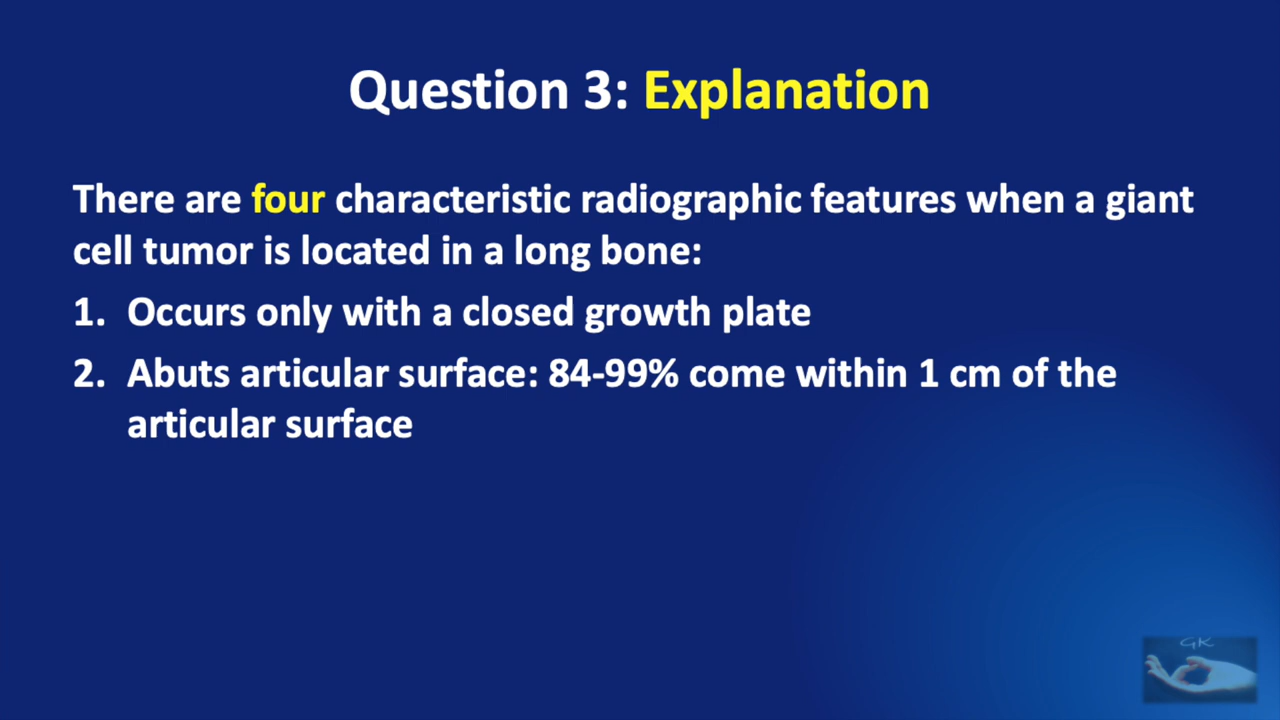 Question 3: Explanation
There are four characteristic radiographic features when a giant
cell tumor is located in a long bone:
1. Occurs only with a closed growth plate
2. Abuts articular surface: 84-99% come within 1 cm of the
articular surface
GK